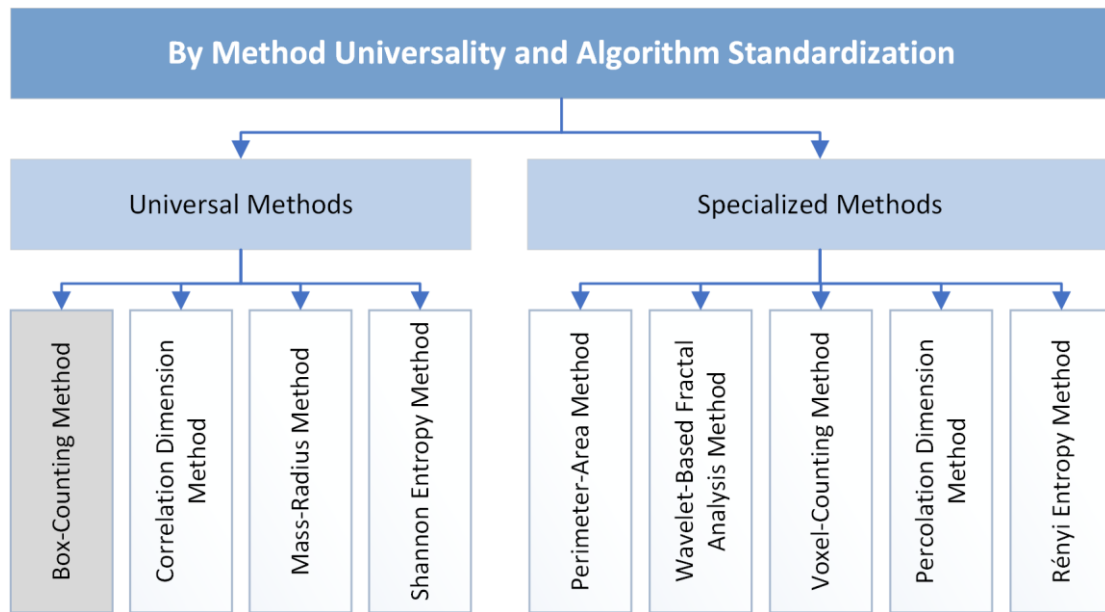 By Method Universality and Algorithm Standardization
Universal Methods
Specialized Methods
Box-Counting Method
Correlation Dimension
Method
Mass-Radius Method
Shannon Entropy Method
Perimeter-Area Method
Wavelet-Based Fractal
Analysis Method
Voxel-Counting Method
Percolation Dimension
Method
Rényi Entropy Method